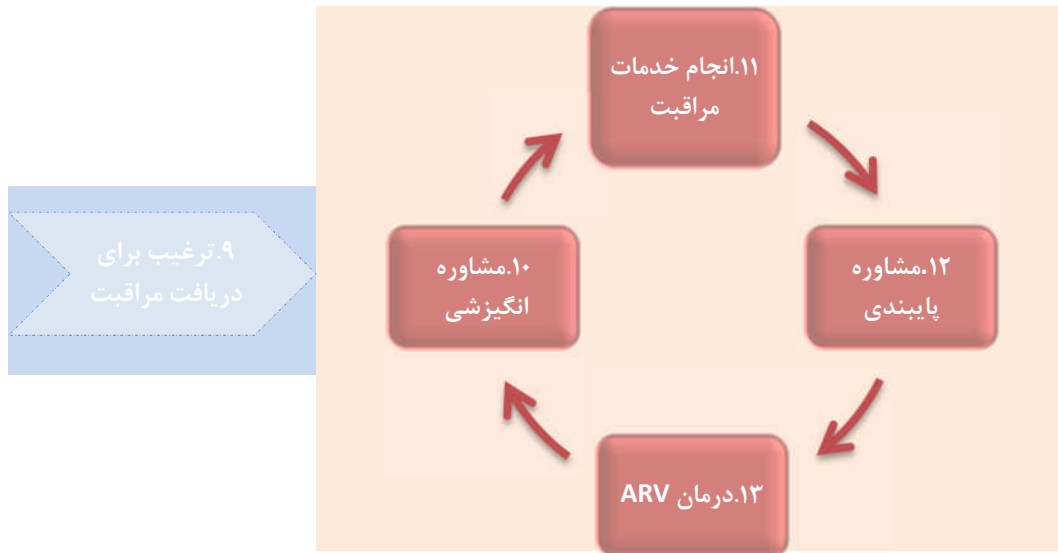 ۹.ترغیب برای
دریافت مراقبت
۱۰.مشاوره
انگیزشی
۱۱.انجام خدمات
مراقبت
۱۲.مشاوره
پایبندی
۱۳.درمان ARV